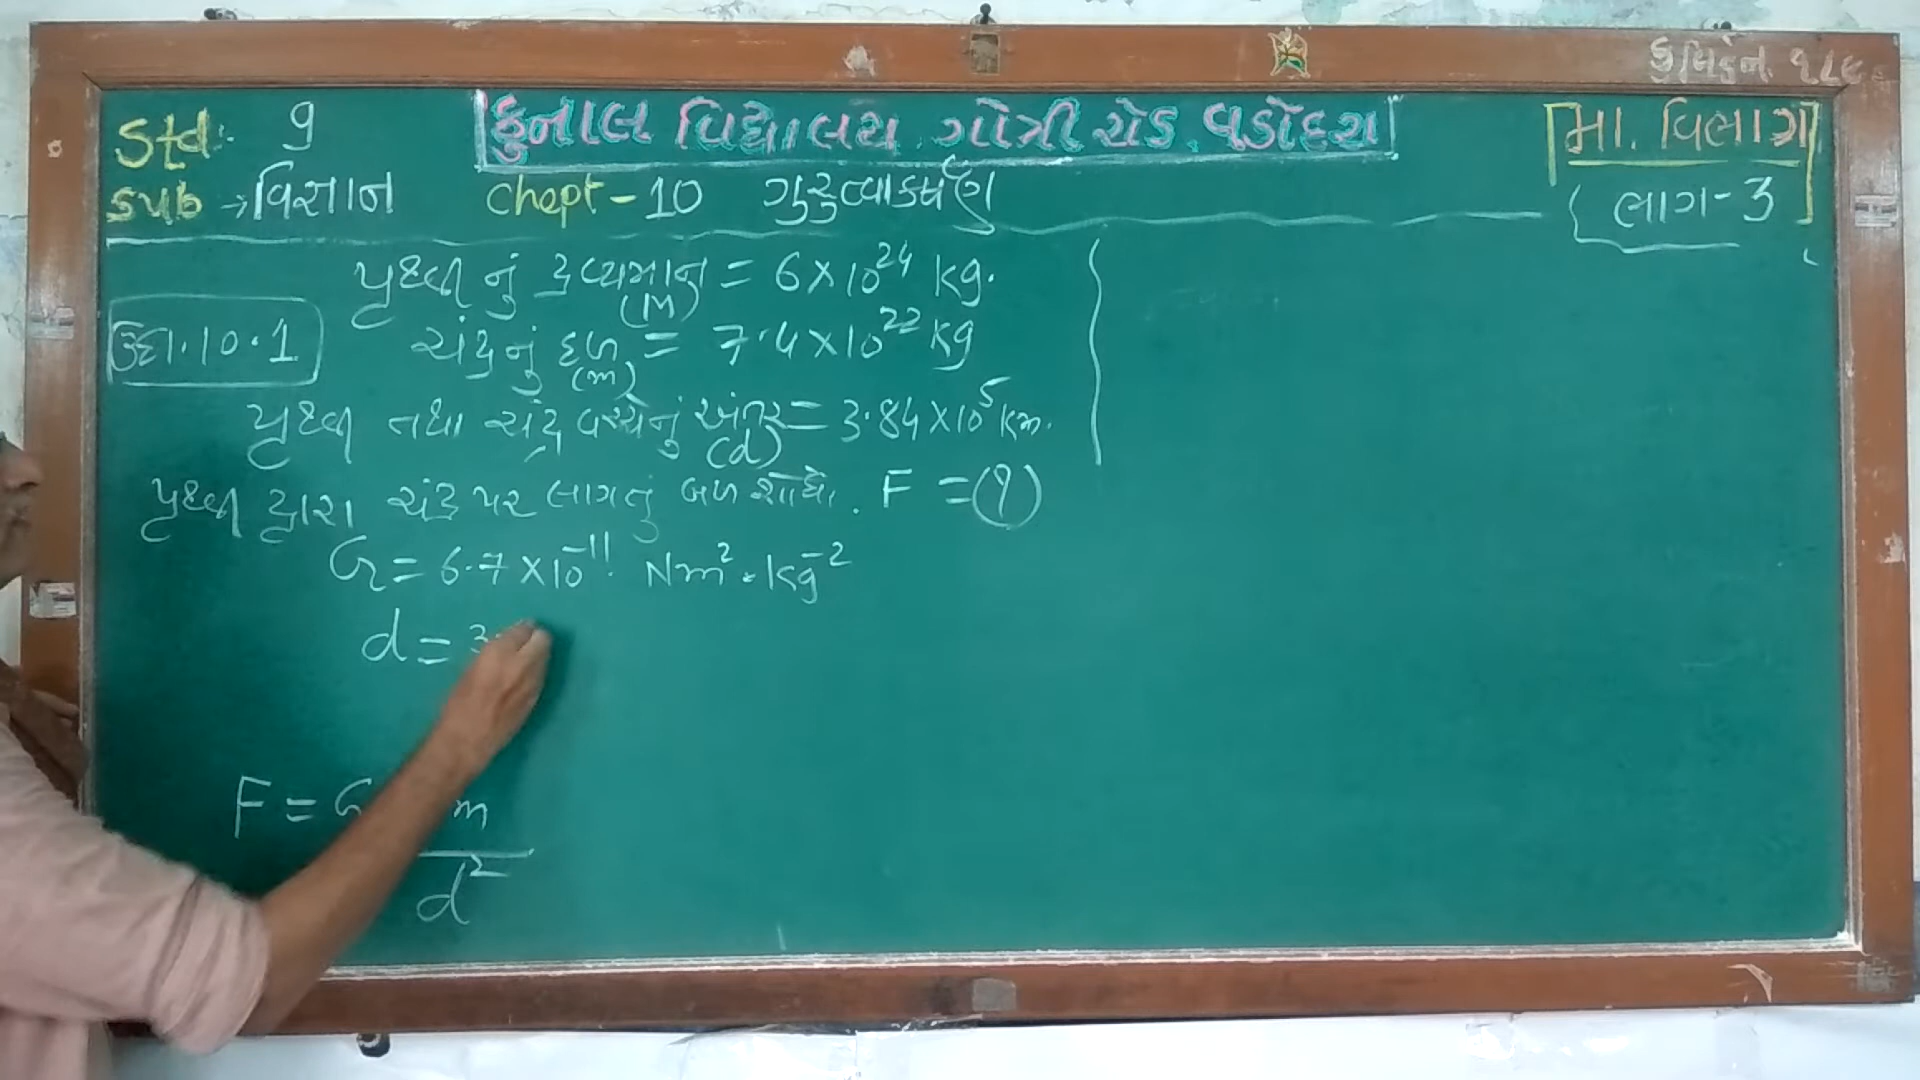 Std: 9 કુનાલ વિદ્યાલય ગોત્રી રોડ, વડોદરા મા. વિભાગ
sub → વિજ્ઞાન Chept - 10 ગુરુત્વાકર્ષણ ભાગ-3
પૃથ્વી નું દ્રવ્યમાન (M) = 6 × 10²⁴ kg.
ઉદા. 10.1 ચંદ્રનું દળ (m) = 7.4 × 10²² kg
પૃથ્વી તથા ચંદ્ર વચ્ચેનું અંતર (d) = 3.84 × 10⁵ km.
પૃથ્વી દ્વારા ચંદ્ર પર લાગતું બળ શોધો. F = (?)
G = 6.7 × 10⁻¹¹ Nm² · kg⁻²
d = 3
F = G m
d²